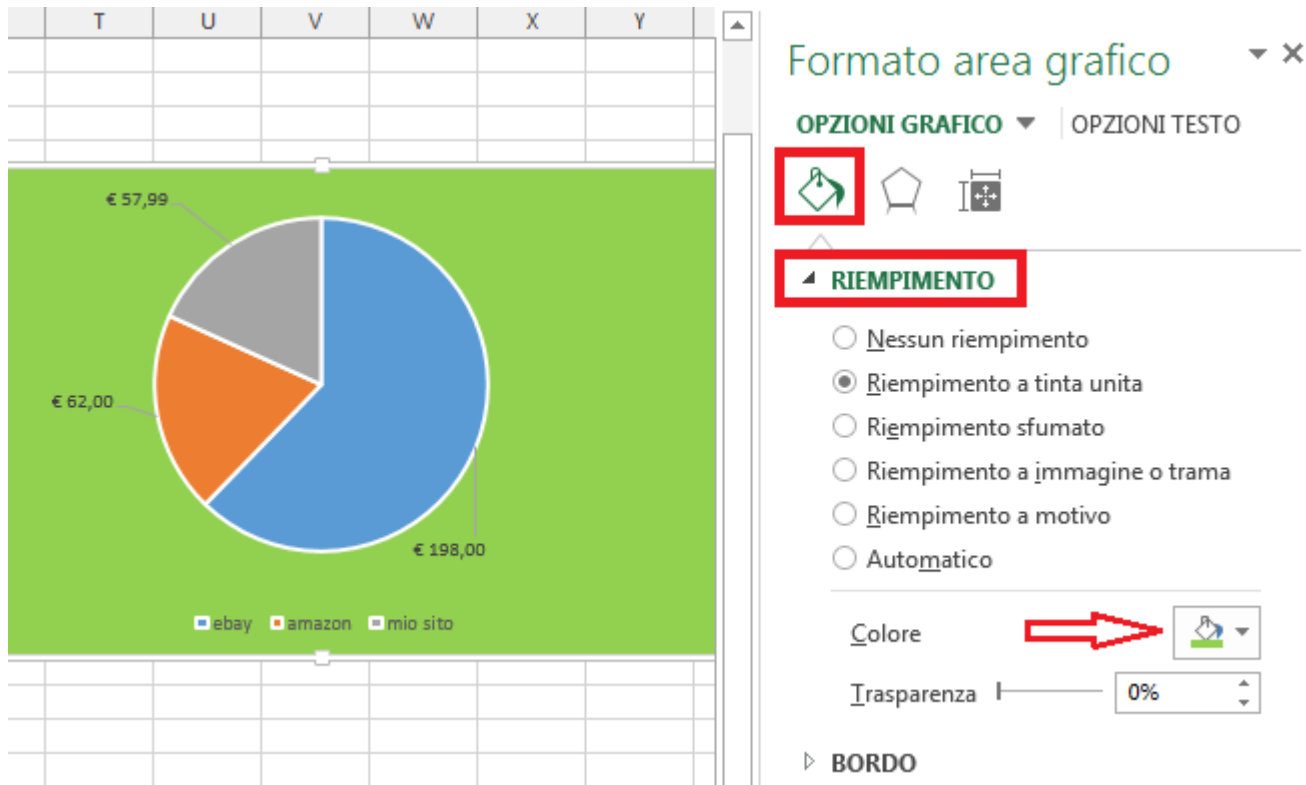 T U V W X Y
Formato area grafico
OPZIONI GRAFICO OPZIONI TESTO
€ 57,99
RIEMPIMENTO
Nessun riempimento
Riempimento a tinta unita
€ 62,00
Riempimento sfumato
Riempimento a immagine o trama
Riempimento a motivo
€ 198,00
Automatico
ebay amazon mio sito
Colore
Trasparenza 0%
BORDO